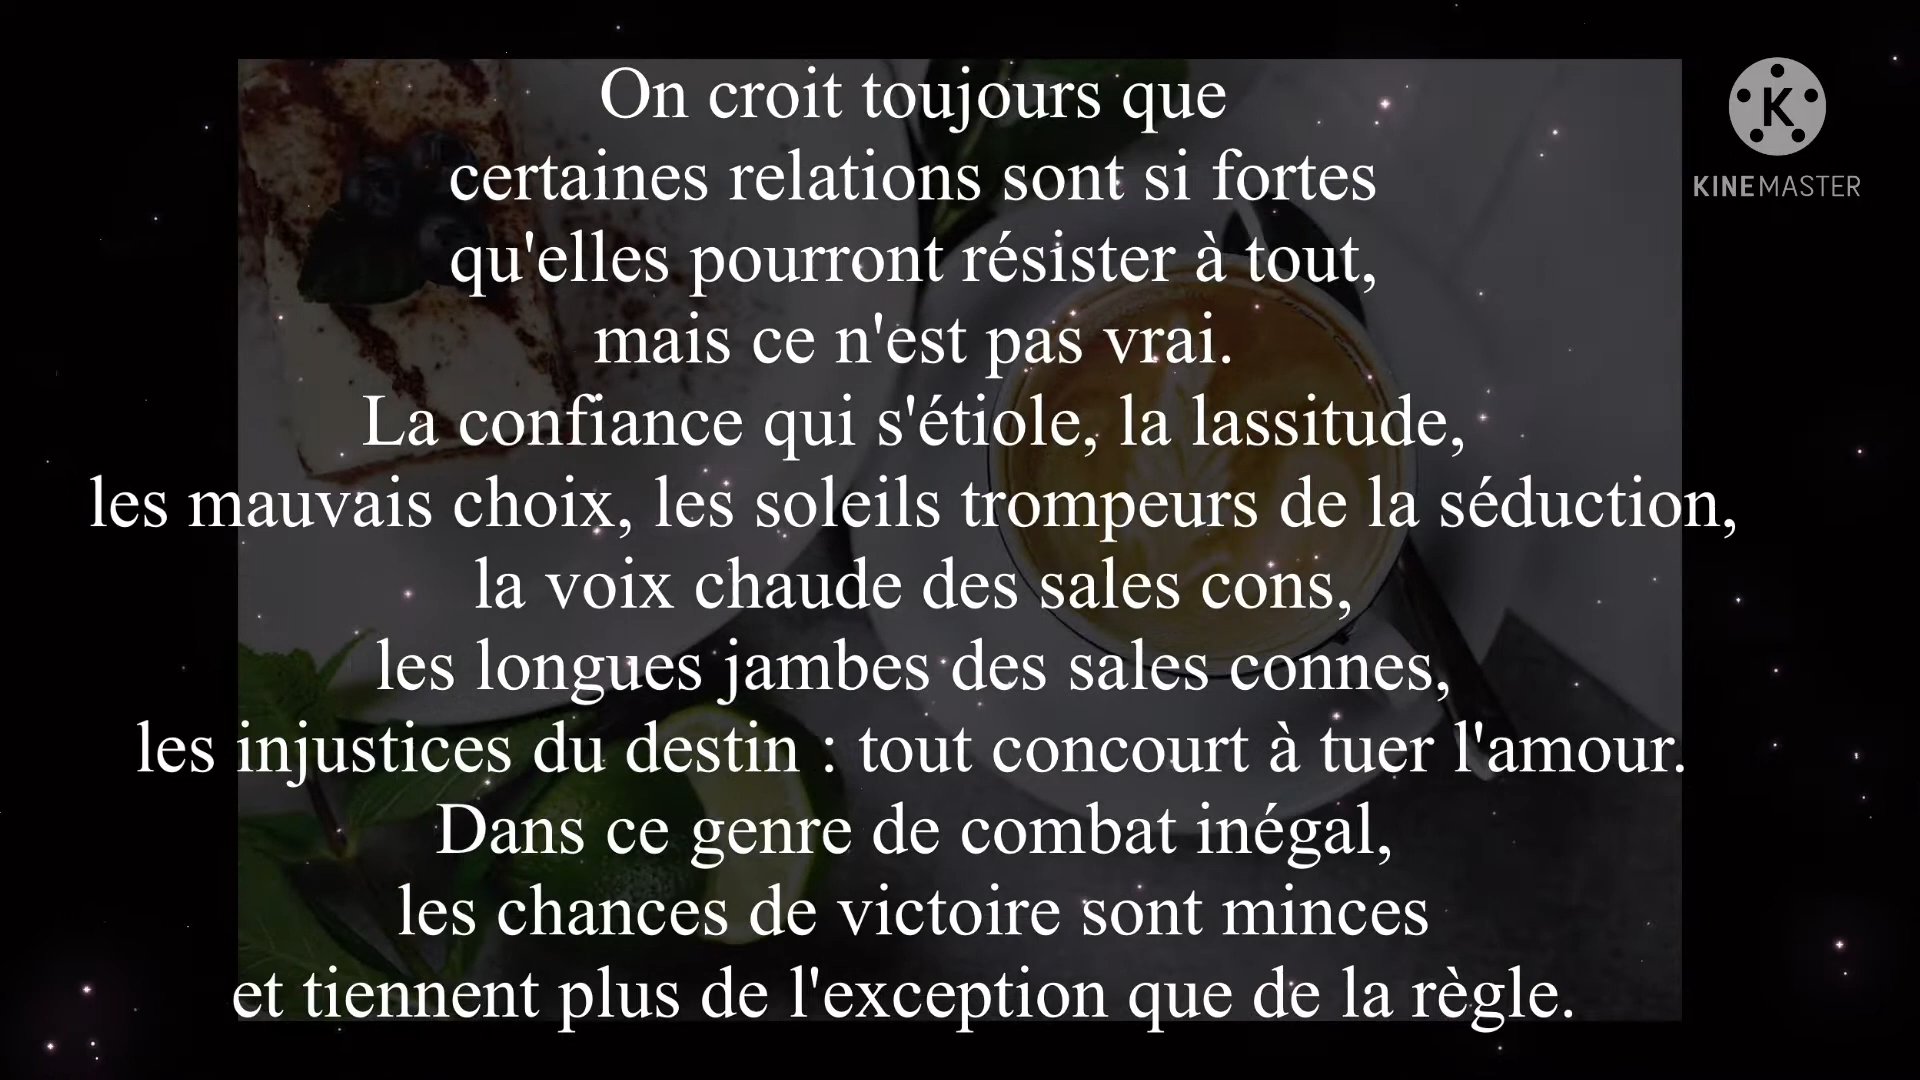 On croit toujours que
certaines relations sont si fortes
qu'elles pourront résister à tout,
mais ce n'est pas vrai.
La confiance qui s'étiole, la lassitude,
les mauvais choix, les soleils trompeurs de la séduction,
la voix chaude des sales cons,
les longues jambes des sales connes,
les injustices du destin : tout concourt à tuer l'amour.
Dans ce genre de combat inégal,
les chances de victoire sont minces
et tiennent plus de l'exception que de la règle.
K
KINEMASTER